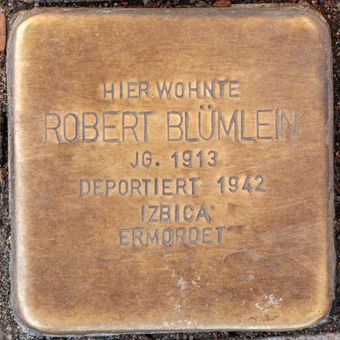 HIER WOHNTE
ROBERT BLÜMLEIN
JG. 1913
DEPORTIERT 1942
IZBICA
ERMORDET